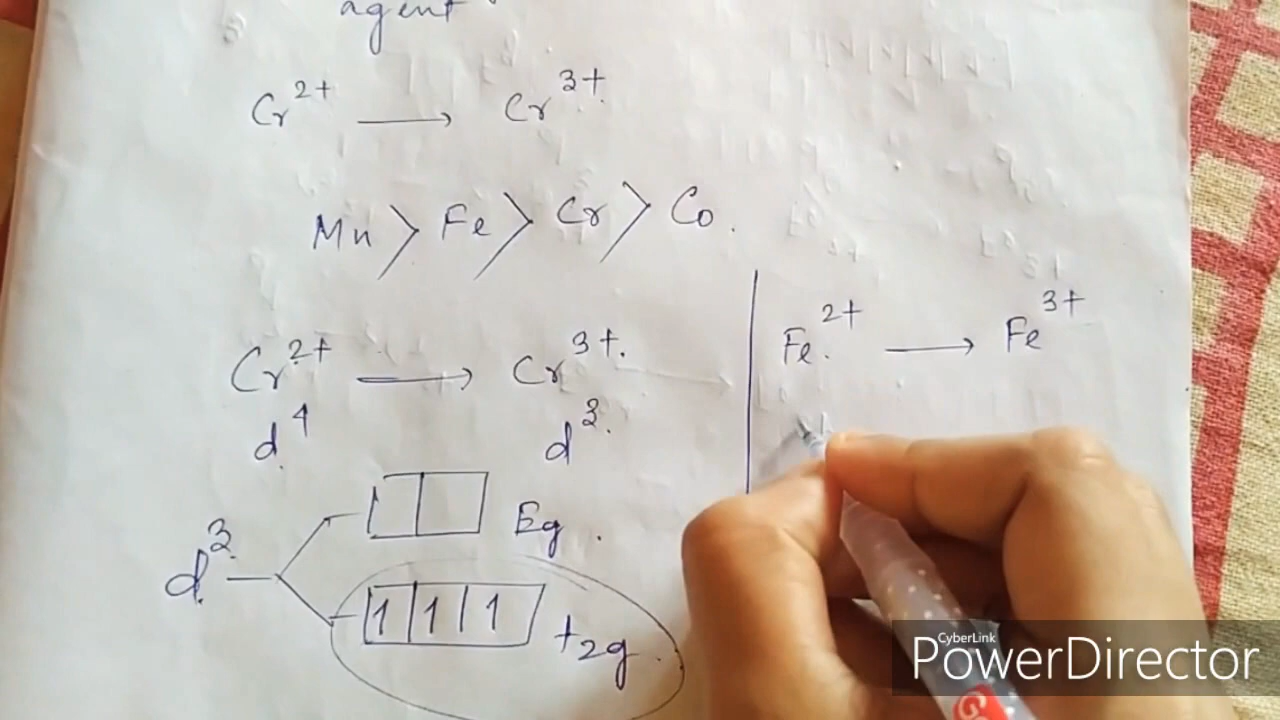 agent
Cr²⁺ ⟶ Cr³⁺
Mn > Fe > Cr > Co.
Cr²⁺ ⟶ Cr³⁺.
d⁴ d³.
Eg.
d³
1 1 1 t₂g.
Fe²⁺ ⟶ Fe³⁺
CyberLink
PowerDirector